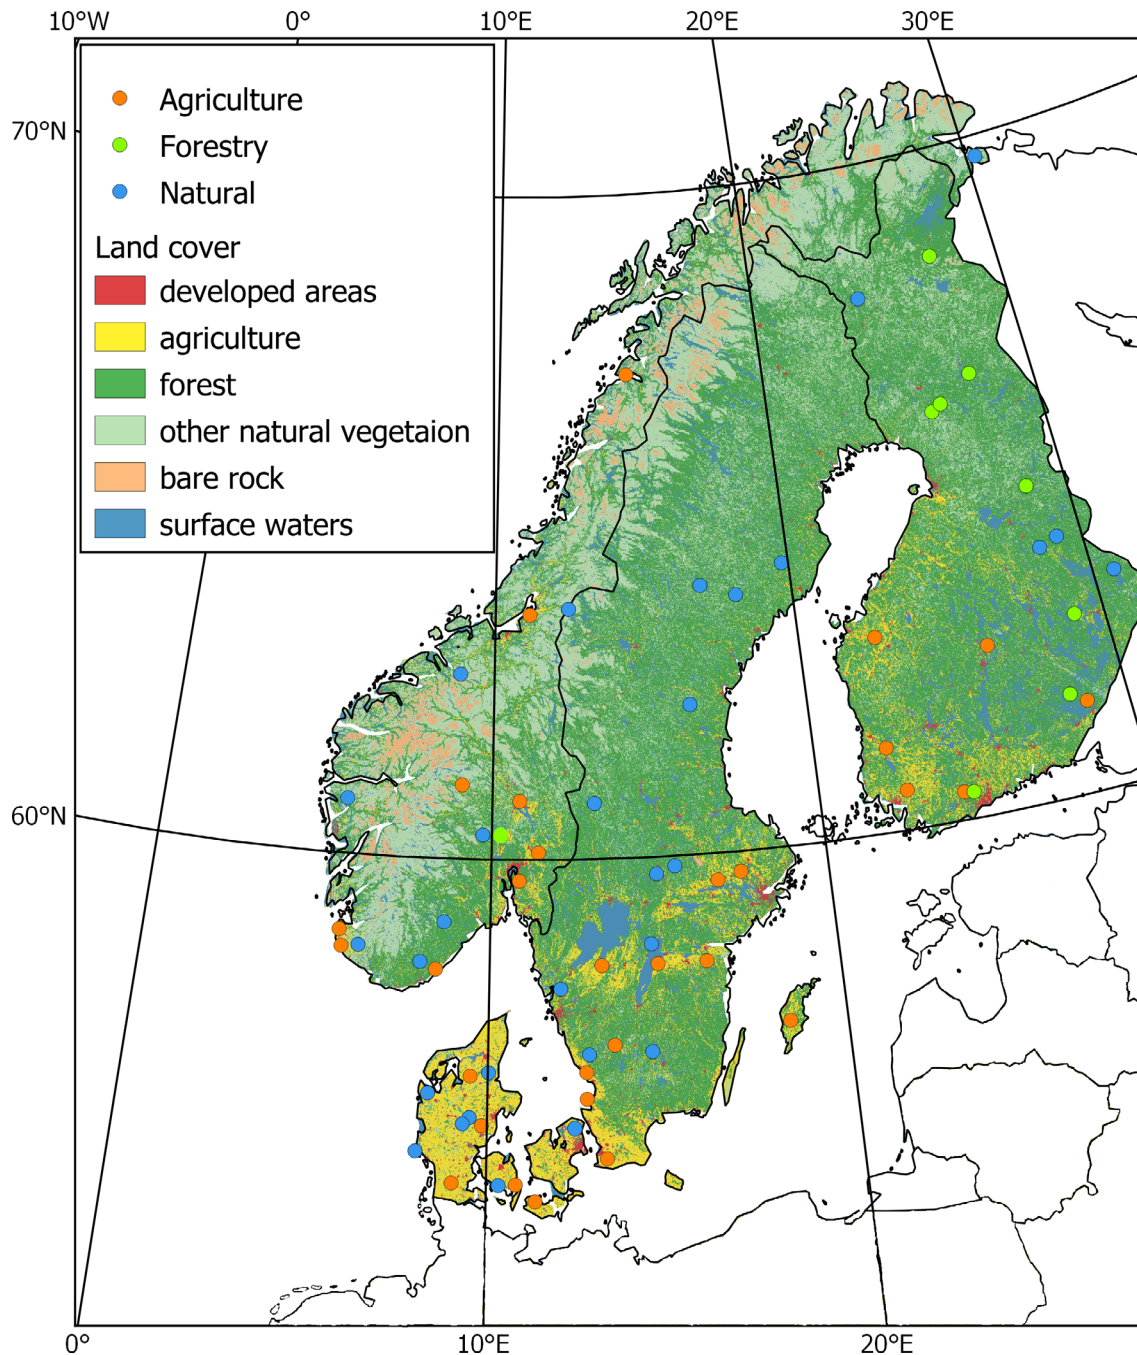 10°W 0° 10°E 20°E 30°E
Agriculture
70°N
Forestry
Natural
Land cover
developed areas
agriculture
forest
other natural vegetaion
bare rock
surface waters
60°N
0° 10°E 20°E